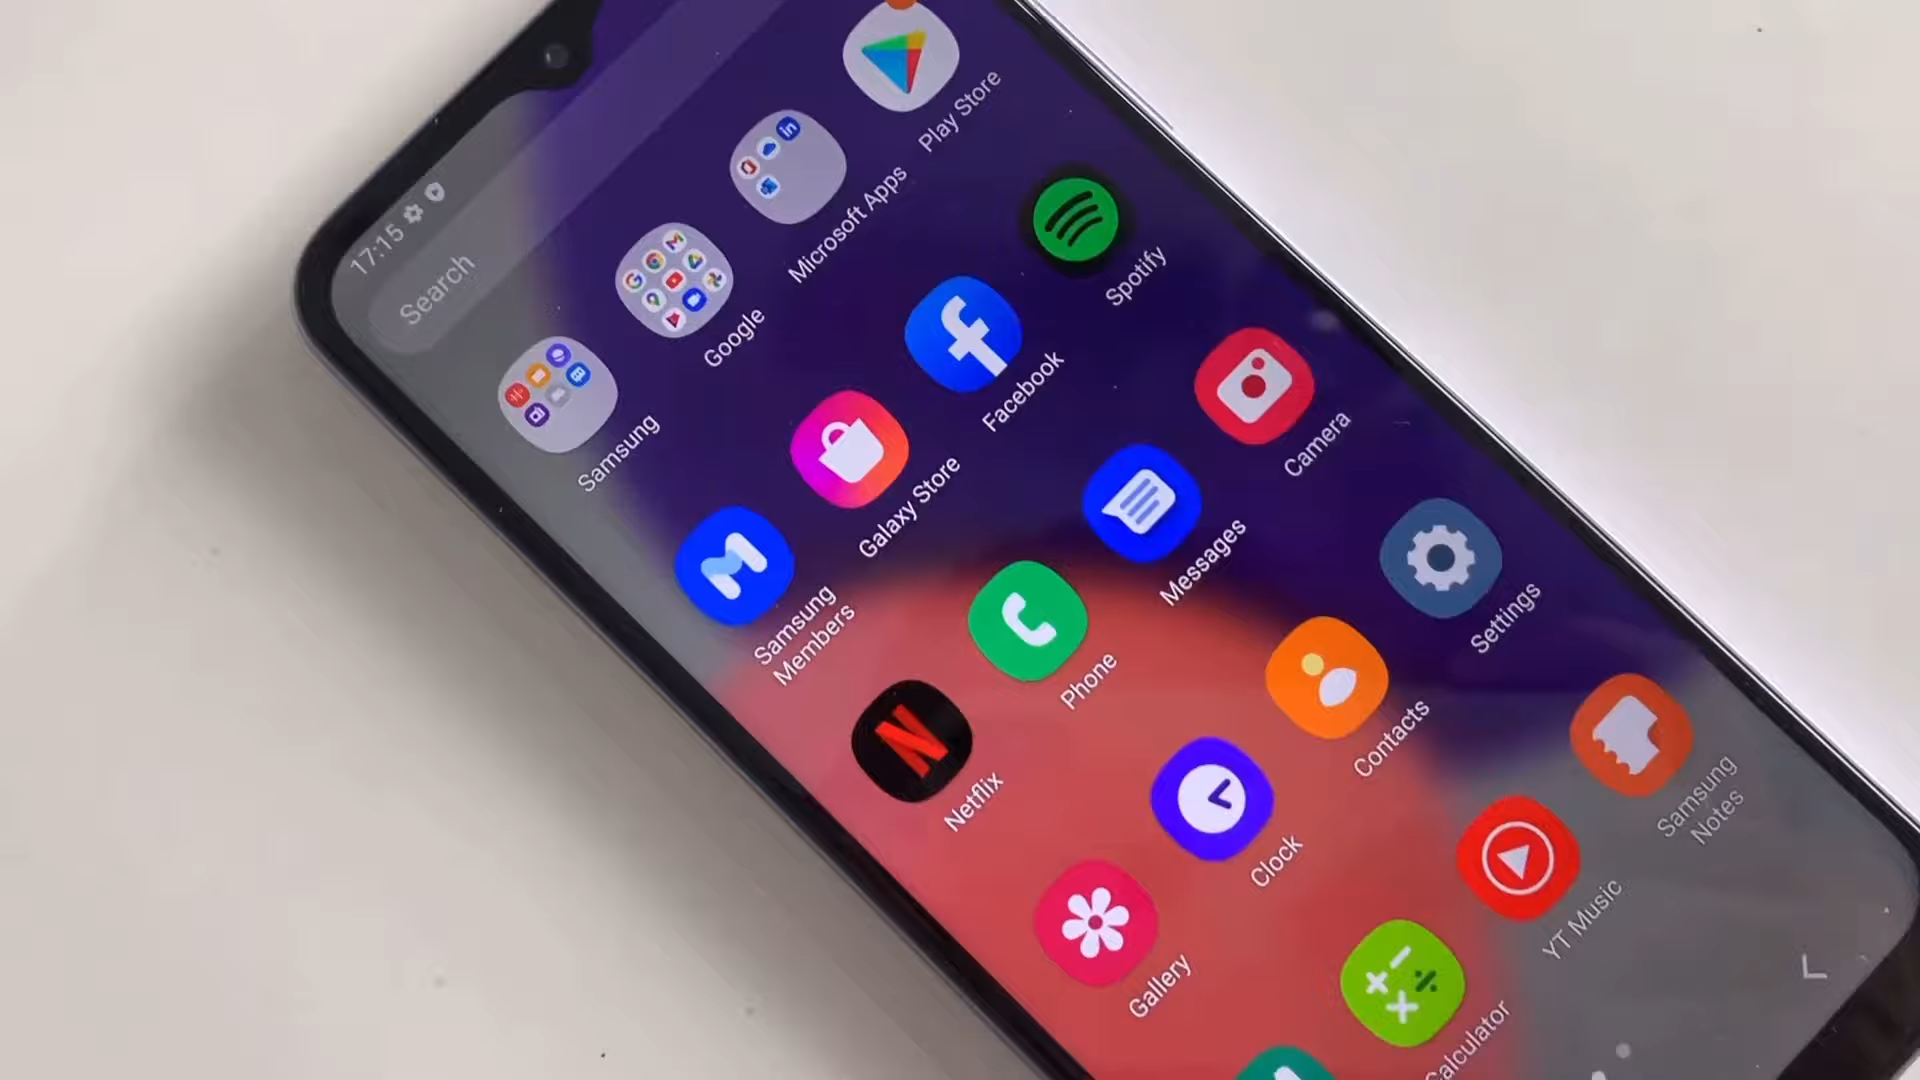 17:15
Search
Samsung
Google
Microsoft Apps
Play Store
Samsung
Members
Galaxy Store
Facebook
Spotify
Netflix
Phone
Messages
Camera
Gallery
Clock
Contacts
Settings
Calculator
YT Music
Samsung
Notes